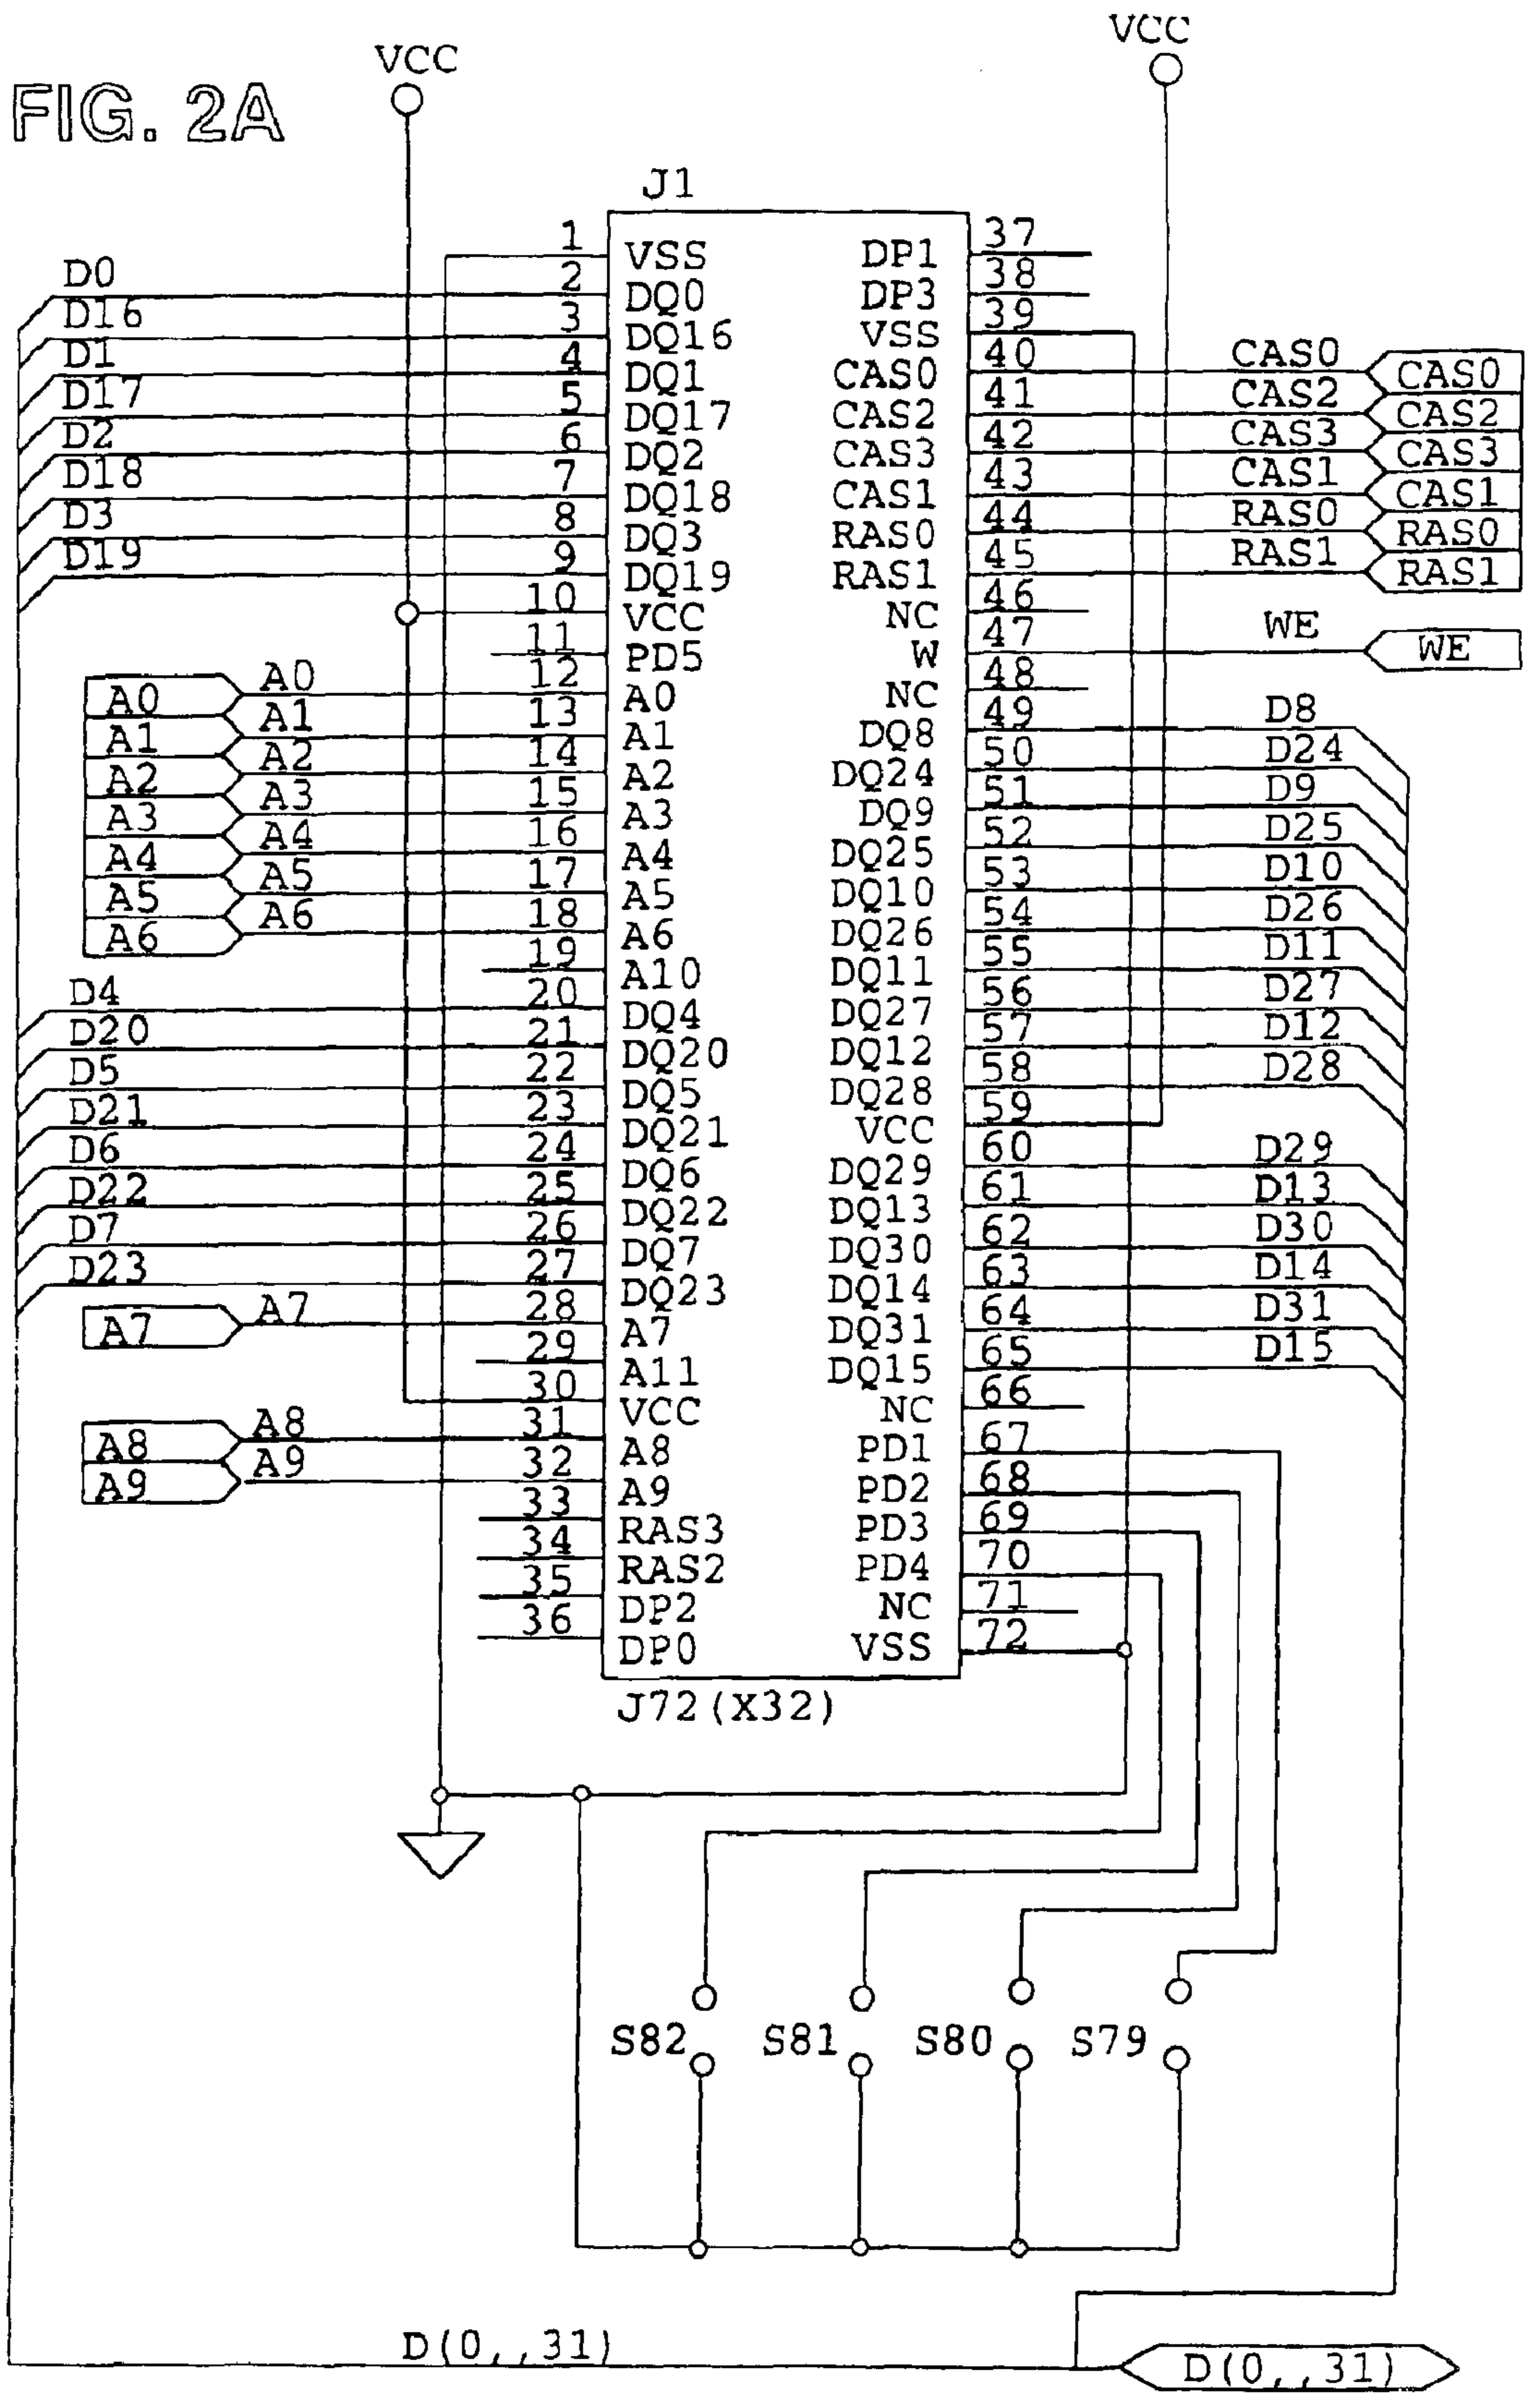 VCC
VCC
FIG. 2A
J1
1 VSS DP1 37
D0 2 DQ0 DP3 38
D16 3 DQ16 VSS 39
D1 4 DQ1 CAS0 40 CAS0 CAS0
D17 5 DQ17 CAS2 41 CAS2 CAS2
D2 6 DQ2 CAS3 42 CAS3 CAS3
D18 7 DQ18 CAS1 43 CAS1 CAS1
D3 8 DQ3 RAS0 44 RAS0 RAS0
D19 9 DQ19 RAS1 45 RAS1 RAS1
10 VCC NC 46
11 PD5 W 47 WE WE
A0 A0 12 A0 NC 48
A1 A1 13 A1 DQ8 49 D8
A2 A2 14 A2 DQ24 50 D24
A3 A3 15 A3 DQ9 51 D9
A4 A4 16 A4 DQ25 52 D25
A5 A5 17 A5 DQ10 53 D10
A6 A6 18 A6 DQ26 54 D26
19 A10 DQ11 55 D11
D4 20 DQ4 DQ27 56 D27
D20 21 DQ20 DQ12 57 D12
D5 22 DQ5 DQ28 58 D28
D21 23 DQ21 VCC 59
D6 24 DQ6 DQ29 60 D29
D22 25 DQ22 DQ13 61 D13
D7 26 DQ7 DQ30 62 D30
D23 27 DQ23 DQ14 63 D14
A7 A7 28 A7 DQ31 64 D31
29 A11 DQ15 65 D15
30 VCC NC 66
A8 A8 31 A8 PD1 67
A9 A9 32 A9 PD2 68
33 RAS3 PD3 69
34 RAS2 PD4 70
35 DP2 NC 71
36 DP0 VSS 72
J72(X32)
S82 S81 S80 S79
D(0,,31)
D(0,,31)